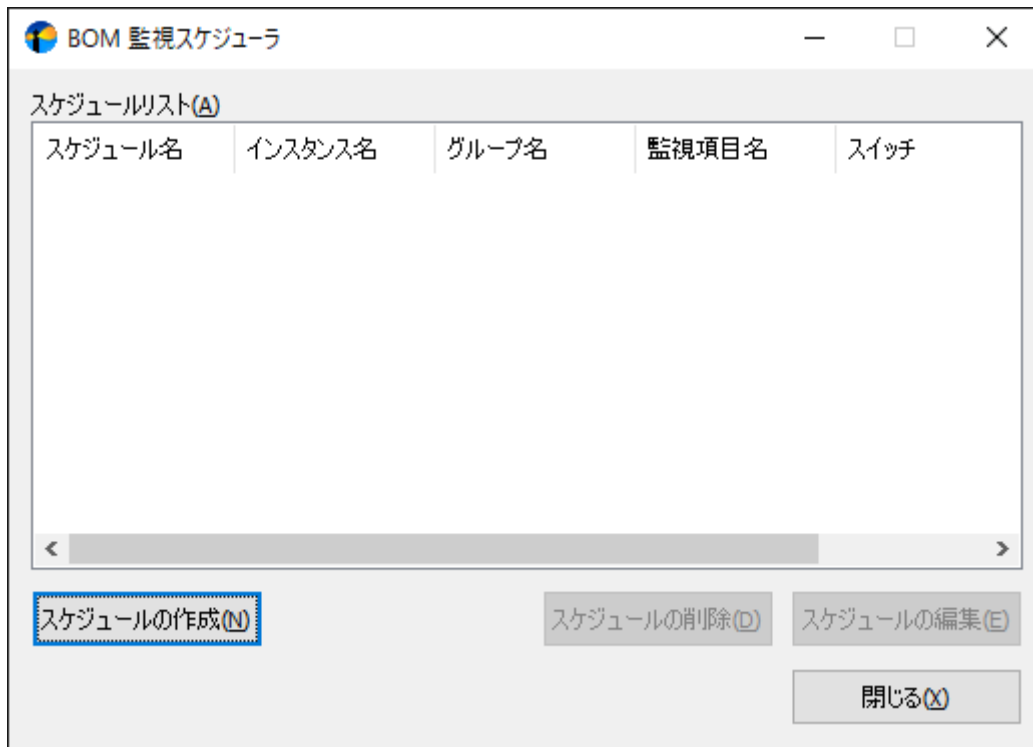 BOM 監視スケジューラ
スケジュールリスト(A)
スケジュール名 インスタンス名 グループ名 監視項目名 スイッチ
スケジュールの作成(N) スケジュールの削除(D) スケジュールの編集(E)
閉じる(X)